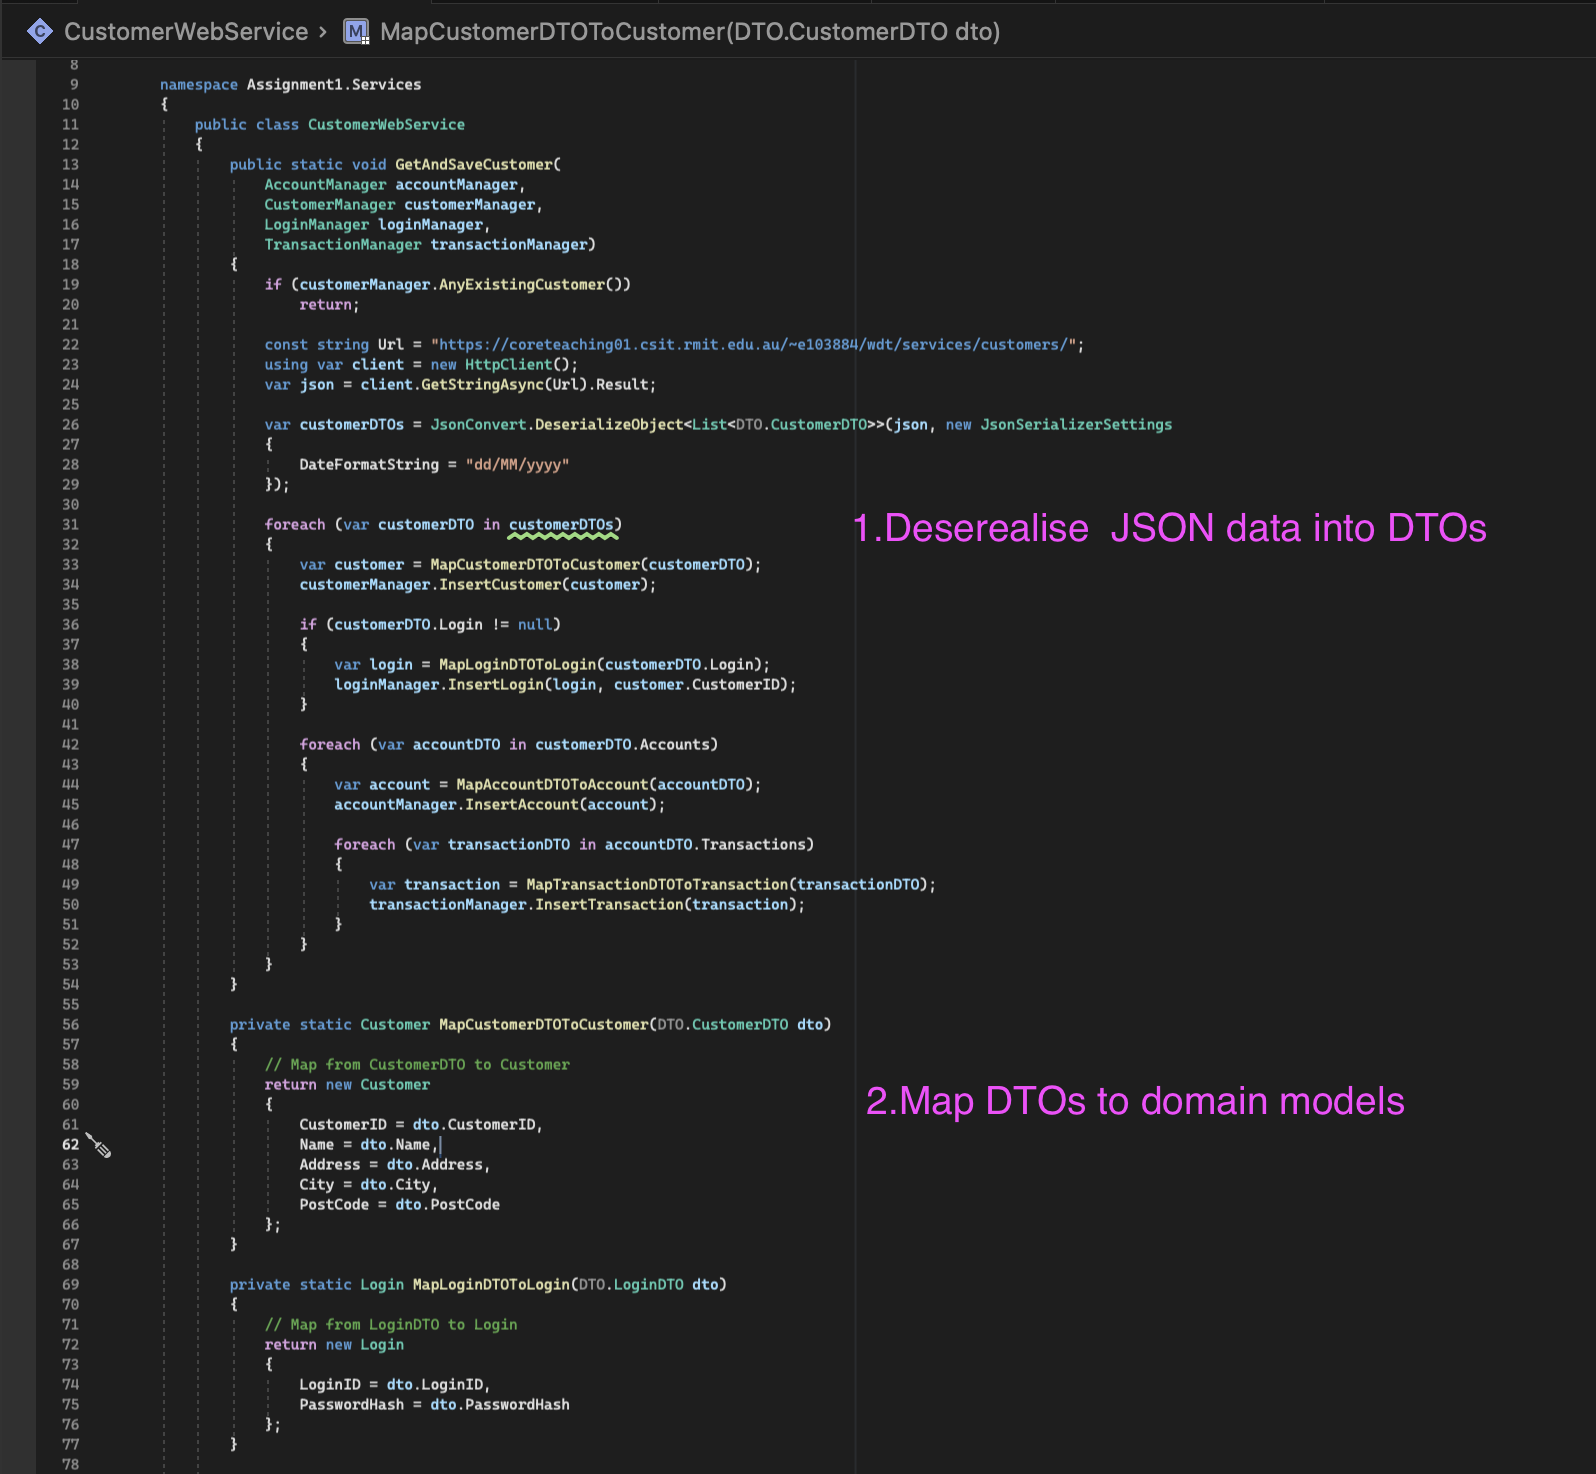 CustomerWebService › MapCustomerDTOToCustomer(DTO.CustomerDTO dto)
8
9 namespace Assignment1.Services
10 {
11 public class CustomerWebService
12 {
13 public static void GetAndSaveCustomer(
14 AccountManager accountManager,
15 CustomerManager customerManager,
16 LoginManager loginManager,
17 TransactionManager transactionManager)
18 {
19 if (customerManager.AnyExistingCustomer())
20 return;
21
22 const string Url = "https://coreteaching01.csit.rmit.edu.au/~e103884/wdt/services/customers/";
23 using var client = new HttpClient();
24 var json = client.GetStringAsync(Url).Result;
25
26 var customerDTOs = JsonConvert.DeserializeObject<List<DTO.CustomerDTO>>(json, new JsonSerializerSettings
27 {
28 DateFormatString = "dd/MM/yyyy"
29 });
30
31 foreach (var customerDTO in customerDTOs)
1.Deserealise JSON data into DTOs
32 {
33 var customer = MapCustomerDTOToCustomer(customerDTO);
34 customerManager.InsertCustomer(customer);
35
36 if (customerDTO.Login != null)
37 {
38 var login = MapLoginDTOToLogin(customerDTO.Login);
39 loginManager.InsertLogin(login, customer.CustomerID);
40 }
41
42 foreach (var accountDTO in customerDTO.Accounts)
43 {
44 var account = MapAccountDTOToAccount(accountDTO);
45 accountManager.InsertAccount(account);
46
47 foreach (var transactionDTO in accountDTO.Transactions)
48 {
49 var transaction = MapTransactionDTOToTransaction(transactionDTO);
50 transactionManager.InsertTransaction(transaction);
51 }
52 }
53 }
54 }
55
56 private static Customer MapCustomerDTOToCustomer(DTO.CustomerDTO dto)
57 {
58 // Map from CustomerDTO to Customer
59 return new Customer
60 {
2.Map DTOs to domain models
61 CustomerID = dto.CustomerID,
62 Name = dto.Name,
63 Address = dto.Address,
64 City = dto.City,
65 PostCode = dto.PostCode
66 };
67 }
68
69 private static Login MapLoginDTOToLogin(DTO.LoginDTO dto)
70 {
71 // Map from LoginDTO to Login
72 return new Login
73 {
74 LoginID = dto.LoginID,
75 PasswordHash = dto.PasswordHash
76 };
77 }
78